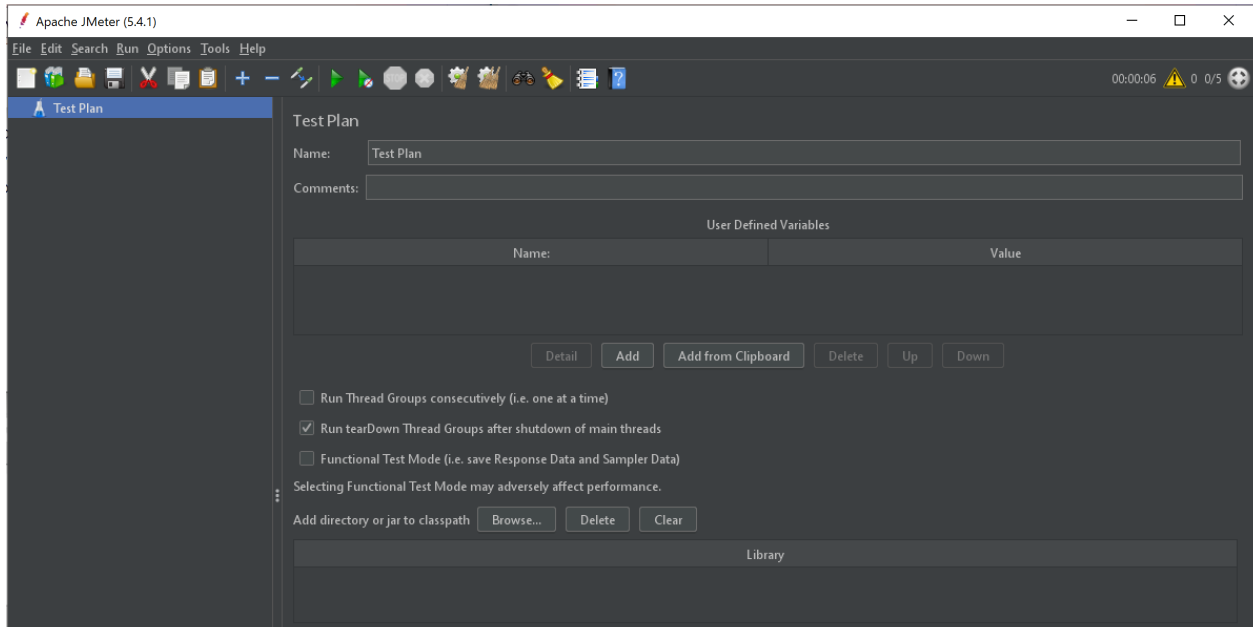 Apache JMeter (5.4.1)
File Edit Search Run Options Tools Help
STOP
?
00:00:06 0 0/5
Test Plan
Test Plan
Name: Test Plan
Comments:
User Defined Variables
Name: Value
Detail Add Add from Clipboard Delete Up Down
Run Thread Groups consecutively (i.e. one at a time)
Run tearDown Thread Groups after shutdown of main threads
Functional Test Mode (i.e. save Response Data and Sampler Data)
Selecting Functional Test Mode may adversely affect performance.
Add directory or jar to classpath Browse... Delete Clear
Library